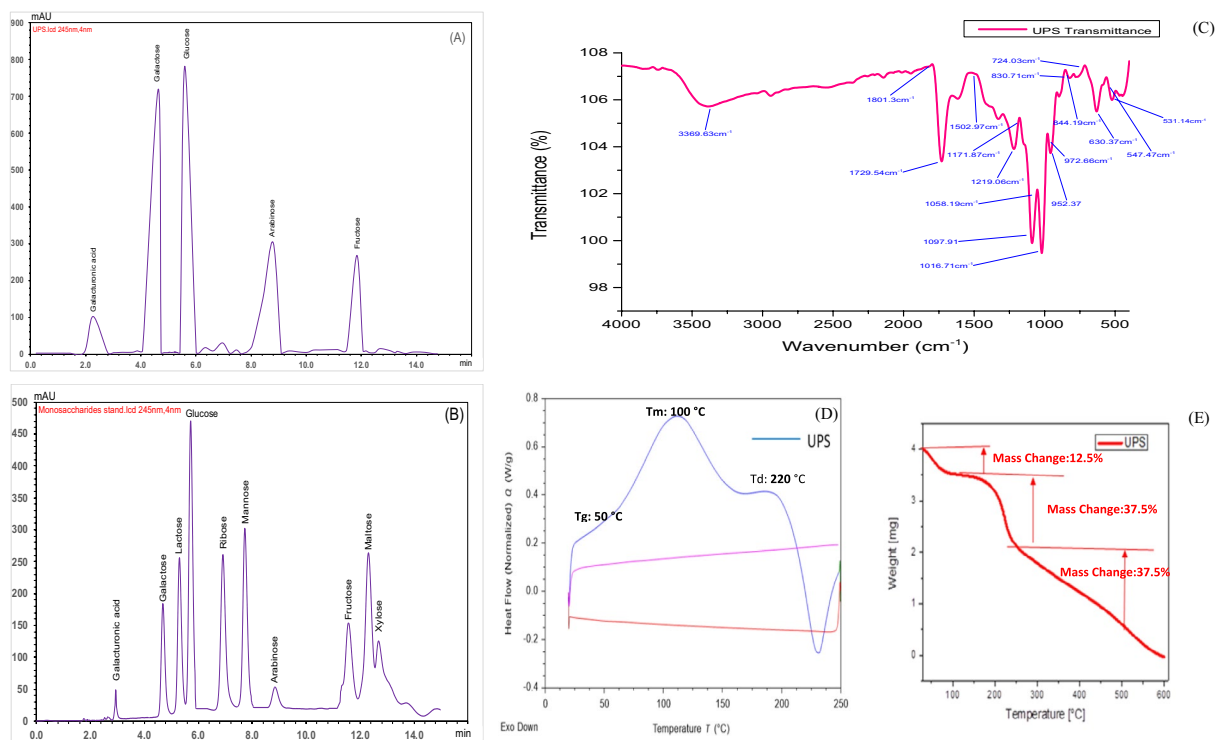 mAU
UPS.lcd 245nm,4nm
(A)
900
800
700
600
500
400
300
200
100
0
Galacturonic acid
Galactose
Glucose
Arabinose
Fructose
0.0 2.0 4.0 6.0 8.0 10.0 12.0 14.0 min
mAU
Monosaccharides stand.lcd 245nm,4nm
(B)
500
450
400
350
300
250
200
150
100
50
0
Galacturonic acid
Galactose
Lactose
Glucose
Ribose
Mannose
Arabinose
Fructose
Maltose
Xylose
0.0 2.0 4.0 6.0 8.0 10.0 12.0 14.0 min
UPS Transmittance
(C)
Transmittance (%)
108
106
104
102
100
98
3369.63cm⁻¹
1801.3cm⁻¹
1729.54cm⁻¹
1502.97cm⁻¹
1171.87cm⁻¹
1219.06cm⁻¹
1058.19cm⁻¹
1097.91
1016.71cm⁻¹
724.03cm⁻¹
830.71cm⁻¹
844.19cm⁻¹
972.66cm⁻¹
952.37
630.37cm⁻¹
547.47cm⁻¹
531.14cm⁻¹
4000 3500 3000 2500 2000 1500 1000 500
Wavenumber (cm⁻¹)
(D)
UPS
Tm: 100 °C
Tg: 50 °C
Td: 220 °C
Heat Flow (Normalized) Q (W/g)
0.8
0.6
0.4
0.2
0.0
-0.2
0.4
0 50 100 150 200 250
Exo Down
Temperature T (°C)
(E)
UPS
Mass Change:12.5%
Mass Change:37.5%
Mass Change:37.5%
Weight [mg]
4
3
2
1
0
100 200 300 400 500 600
Temperature [°C]